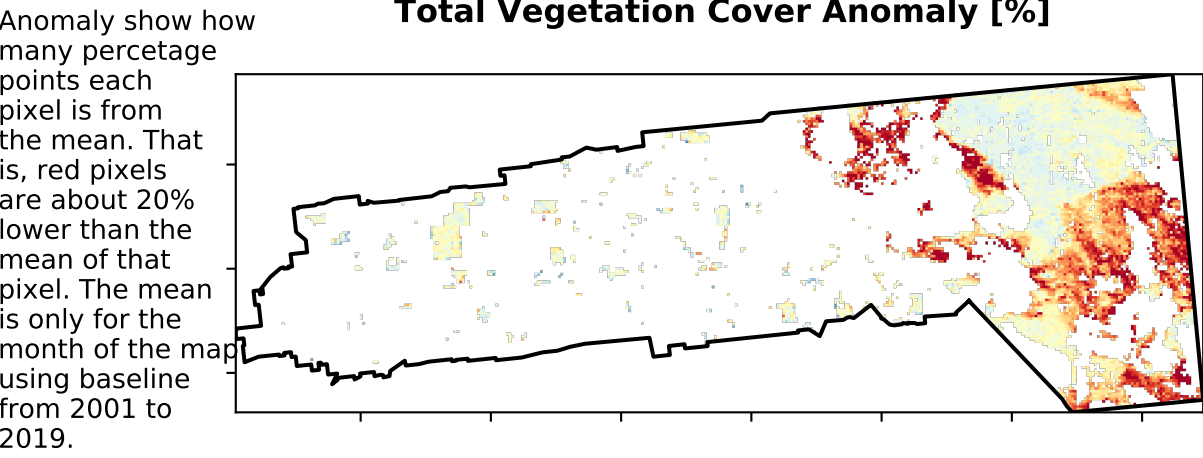 Total Vegetation Cover Anomaly [%]
Anomaly show how
many percetage
points each
pixel is from
the mean. That
is, red pixels
are about 20%
lower than the
mean of that
pixel. The mean
is only for the
month of the map
using baseline
from 2001 to
2019.